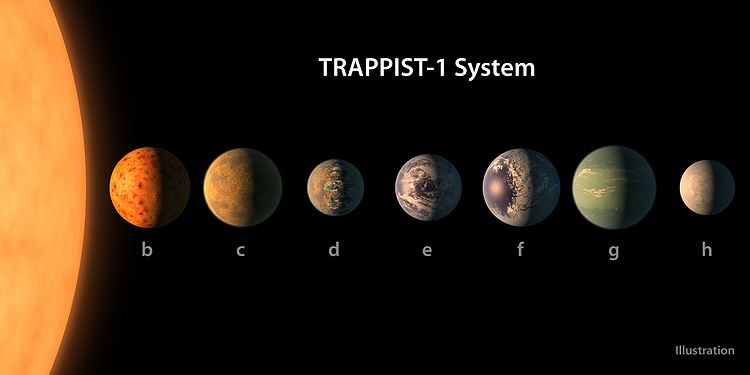 TRAPPIST-1 System
b c d e f g h
Illustration